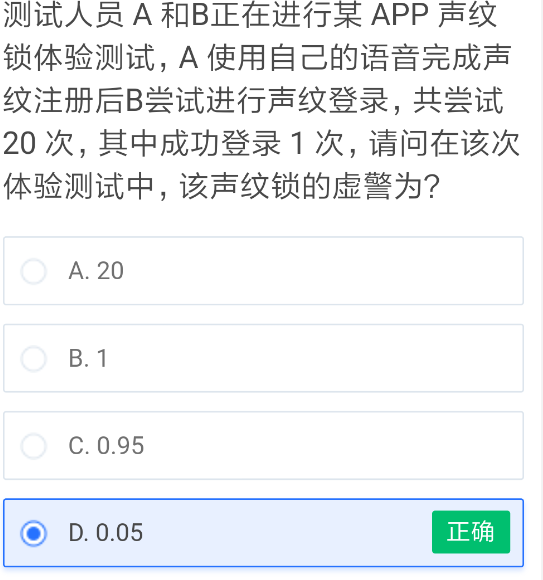 测试人员 A 和B正在进行某 APP 声纹
锁体验测试，A 使用自己的语音完成声
纹注册后B尝试进行声纹登录，共尝试
20 次，其中成功登录 1 次，请问在该次
体验测试中，该声纹锁的虚警为？
A. 20
B. 1
C. 0.95
D. 0.05
正确